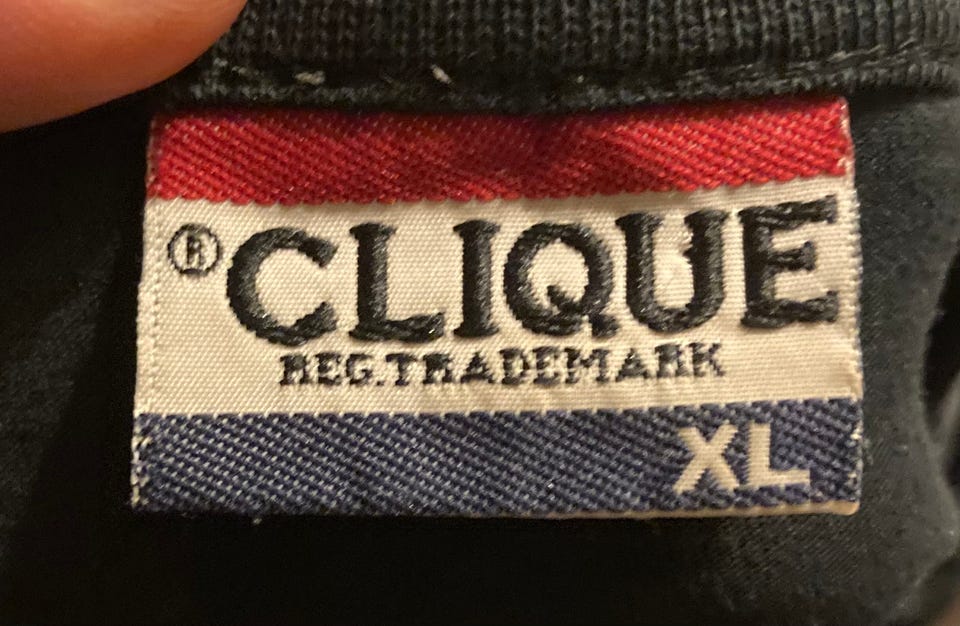 ® CLIQUE
REG.TRADEMARK
XL